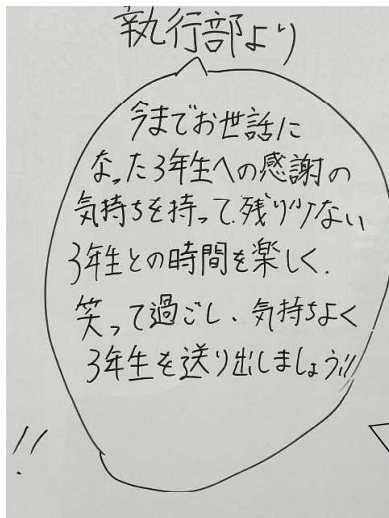 執行部より
今までお世話に
なった3年生への感謝の
気持ちを持って、残り少ない
3年生との時間を楽しく、
笑って過ごし、気持ちよく
3年生を送り出しましょう!!
!!